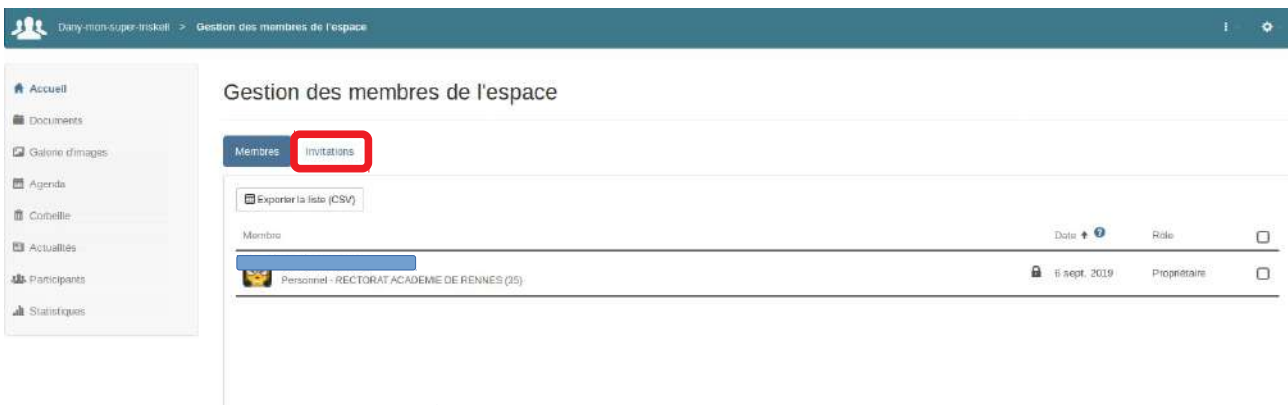 Dany-mon-super-triskell > Gestion des membres de l'espace
Accueil
Documents
Galerie d'images
Agenda
Corbeille
Actualités
Participants
Statistiques
Gestion des membres de l'espace
Membres Invitations
Exporter la liste (CSV)
Membre Date ? Rôle
Personnel - RECTORAT ACADEMIE DE RENNES (35) 6 sept. 2019 Propriétaire